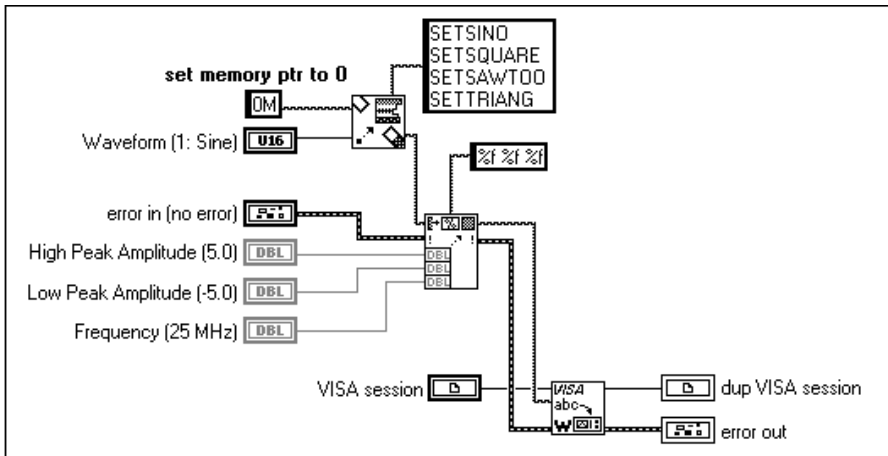 SETSINO
SETSQUARE
SETSAWTOO
SETTRIANG
set memory ptr to 0
0M
Waveform (1: Sine) U16
%f %f %f
error in (no error)
High Peak Amplitude (5.0) DBL
DBL
Low Peak Amplitude (-5.0) DBL
DBL
DBL
Frequency (25 MHz) DBL
VISA session
VISA
abc
W
dup VISA session
error out